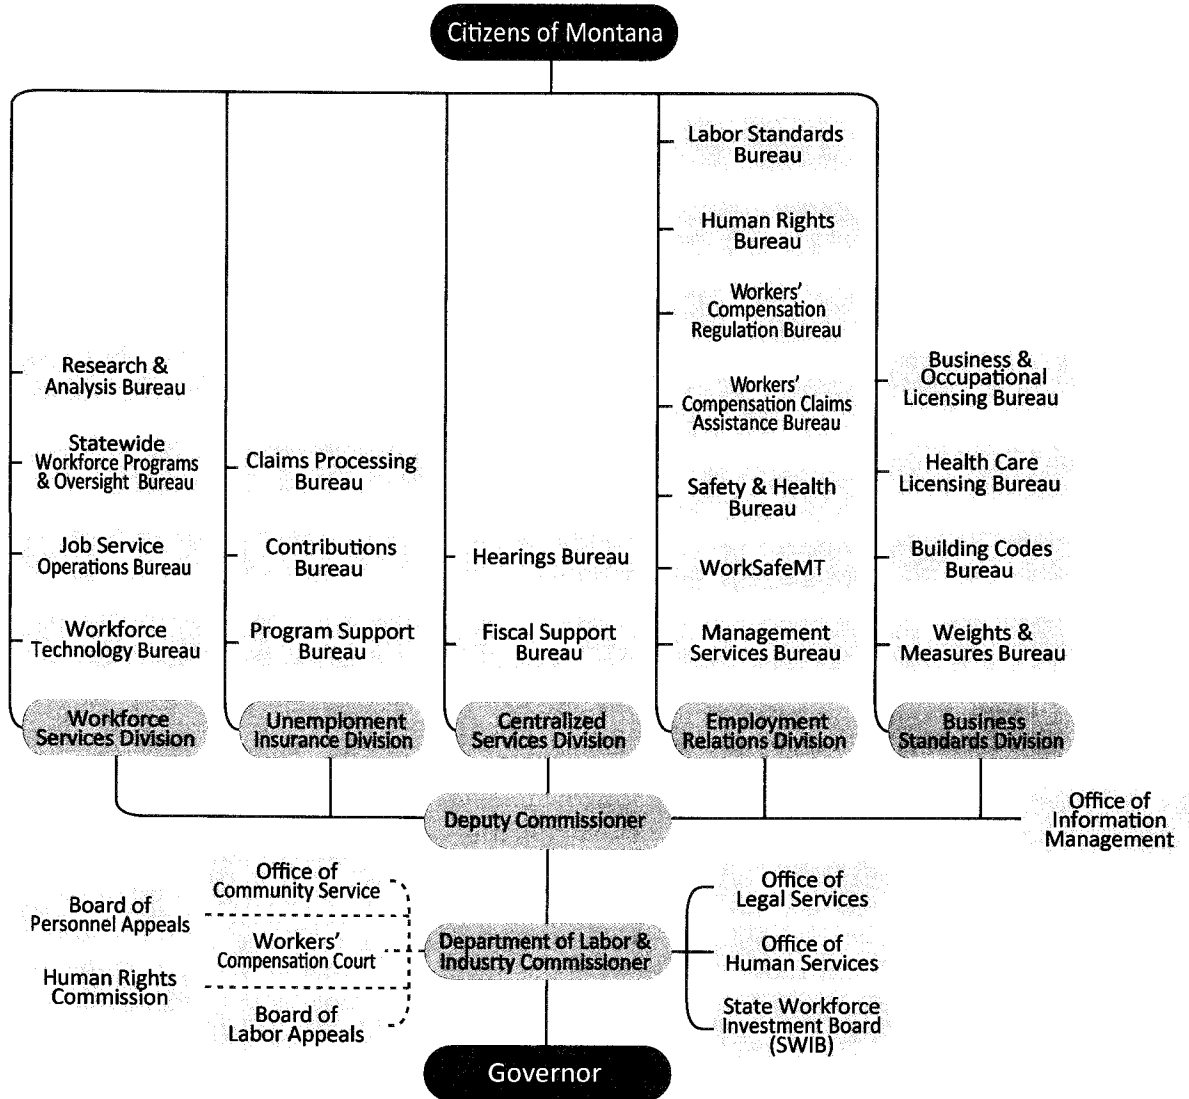 Citizens of Montana
Labor Standards
Bureau
Human Rights
Bureau
Workers'
Compensation
Regulation Bureau
Workers'
Compensation Claims
Assistance Bureau
Safety & Health
Bureau
WorkSafeMT
Management
Services Bureau
Research &
Analysis Bureau
Statewide
Workforce Programs
& Oversight Bureau
Job Service
Operations Bureau
Workforce
Technology Bureau
Claims Processing
Bureau
Contributions
Bureau
Program Support
Bureau
Hearings Bureau
Fiscal Support
Bureau
Business &
Occupational
Licensing Bureau
Health Care
Licensing Bureau
Building Codes
Bureau
Weights &
Measures Bureau
Workforce
Services Division
Unemploment
Insurance Division
Centralized
Services Division
Employment
Relations Division
Business
Standards Division
Deputy Commissioner
Office of
Information
Management
Office of
Community Service
Board of
Personnel Appeals
Workers'
Compensation Court
Human Rights
Commission
Board of
Labor Appeals
Department of Labor &
Indusrty Commissioner
Office of
Legal Services
Office of
Human Services
State Workforce
Investment Board
(SWIB)
Governor